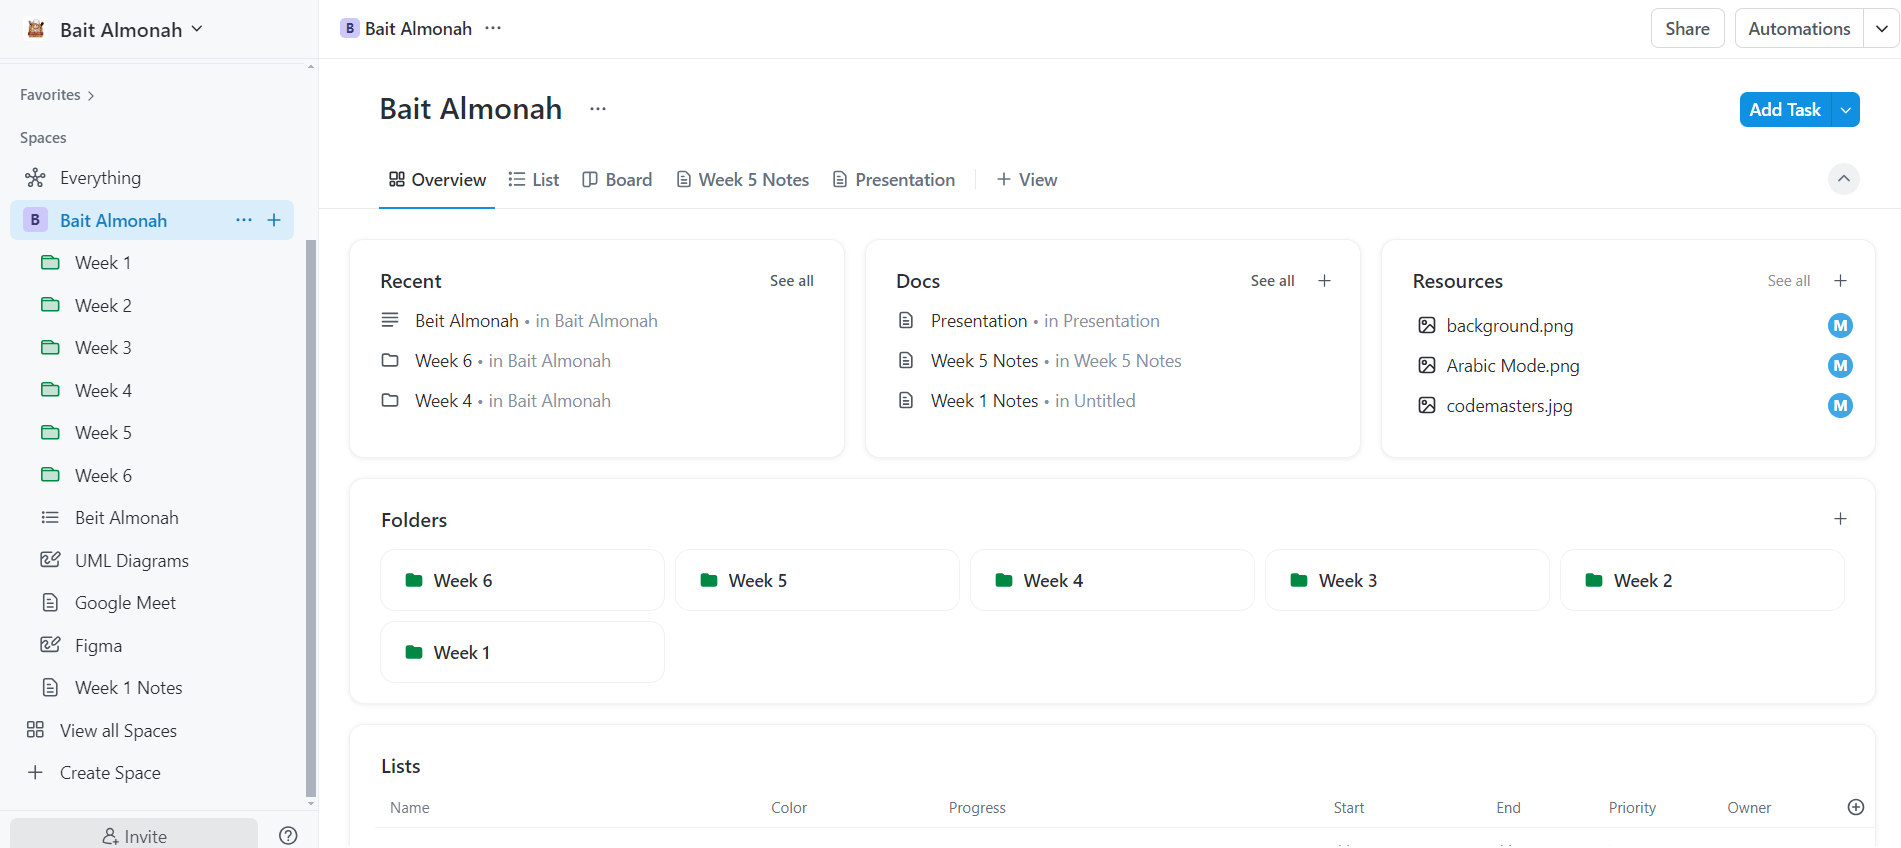 Bait Almonah
Favorites
Spaces
Everything
B Bait Almonah
Week 1
Week 2
Week 3
Week 4
Week 5
Week 6
Beit Almonah
UML Diagrams
Google Meet
Figma
Week 1 Notes
View all Spaces
Create Space
Invite
B Bait Almonah
Share Automations
Bait Almonah
Add Task
Overview List Board Week 5 Notes Presentation + View
Recent See all
Beit Almonah • in Bait Almonah
Week 6 • in Bait Almonah
Week 4 • in Bait Almonah
Docs See all
Presentation • in Presentation
Week 5 Notes • in Week 5 Notes
Week 1 Notes • in Untitled
Resources See all
background.png M
Arabic Mode.png M
codemasters.jpg M
Folders
Week 6 Week 5 Week 4 Week 3 Week 2
Week 1
Lists
Name Color Progress Start End Priority Owner